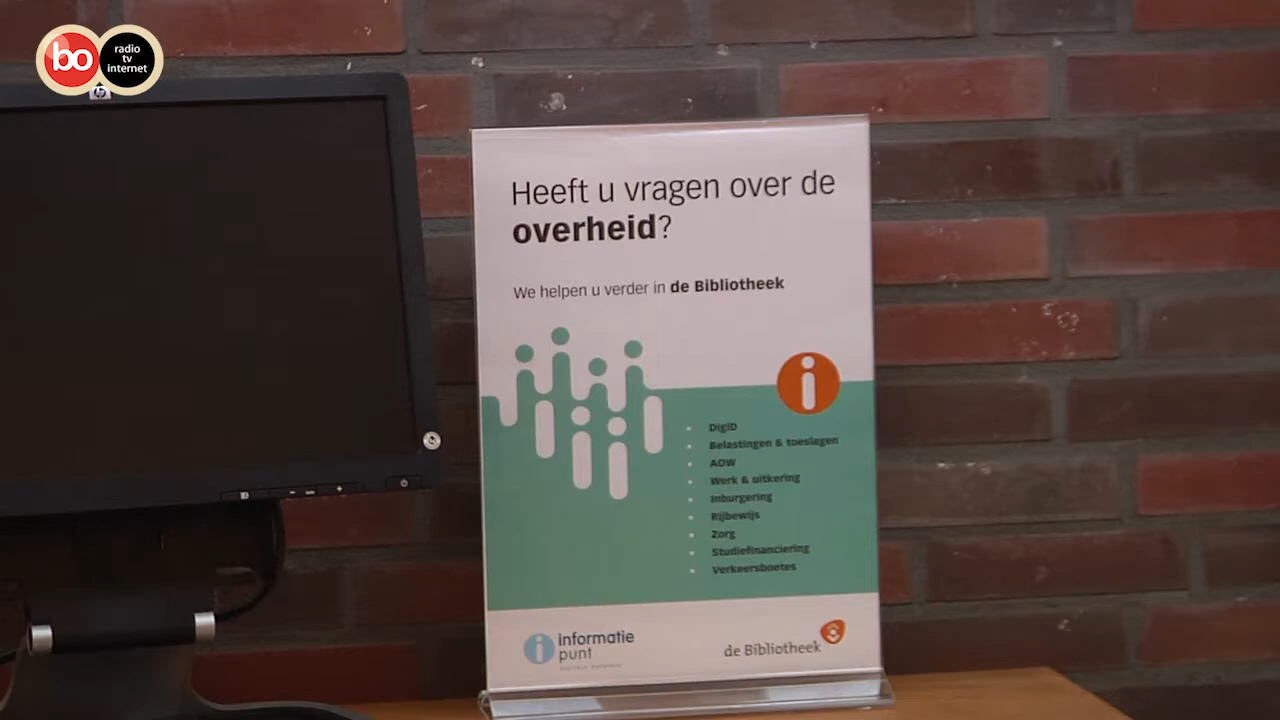 bo
radio
tv
internet
hp
Heeft u vragen over de
overheid?
We helpen u verder in de Bibliotheek
i
DigiD
Belastingen & toeslagen
AOW
Werk & uitkering
Inburgering
Rijbewijs
Zorg
Studiefinanciering
Verkeersboetes
i informatie
punt
de Bibliotheek